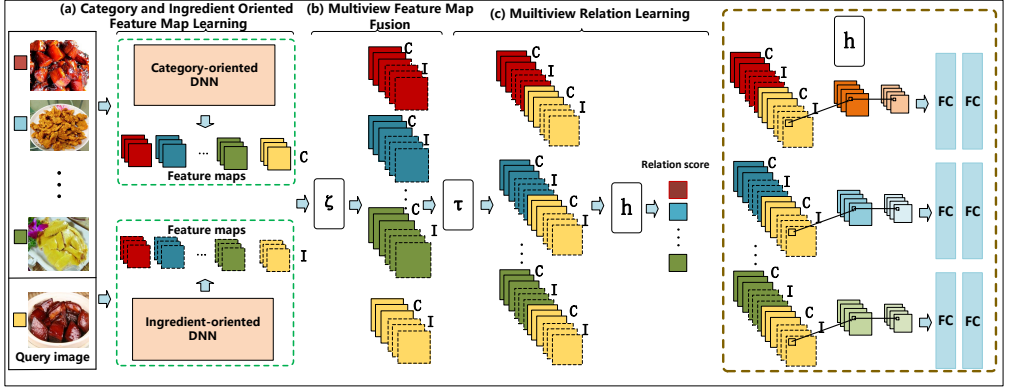 (a) Category and Ingredient Oriented
Feature Map Learning
(b) Multiview Feature Map
Fusion
(c) Muiltiview Relation Learning
Category-oriented
DNN
...
C
Feature maps
Feature maps
...
I
Ingredient-oriented
DNN
Query image
ζ
C
I
C
I
C
I
C
I
τ
C
I
C
I
C
I
C
I
C
I
C
I
h
Relation score
h
C
I
C
I
FC
FC
C
I
C
I
FC
FC
C
I
C
I
FC
FC